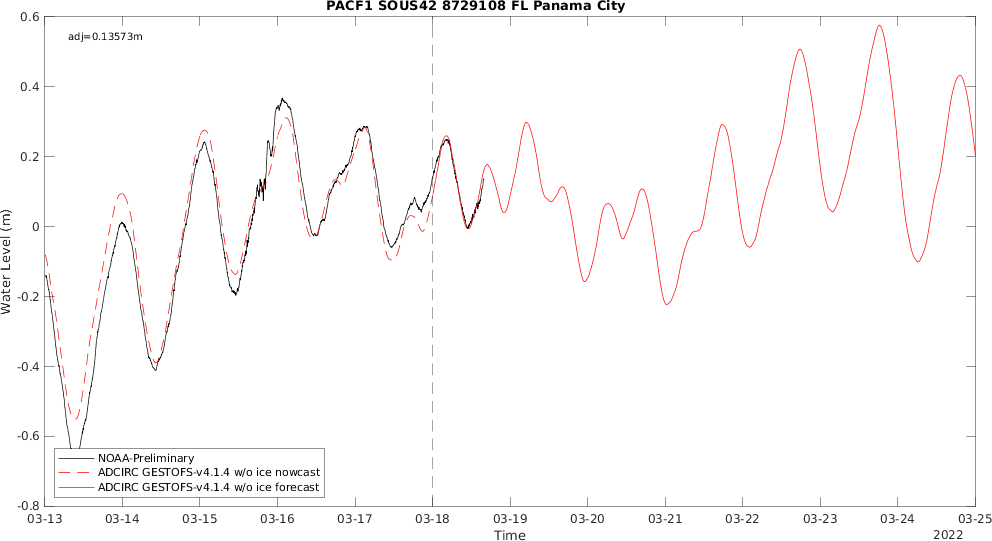 PACF1 SOUS42 8729108 FL Panama City
adj=0.13573m
0.6
0.4
0.2
0
-0.2
-0.4
-0.6
-0.8
Water Level (m)
NOAA-Preliminary
ADCIRC GESTOFS-v4.1.4 w/o ice nowcast
ADCIRC GESTOFS-v4.1.4 w/o ice forecast
03-13 03-14 03-15 03-16 03-17 03-18 03-19 03-20 03-21 03-22 03-23 03-24 03-25
Time
2022